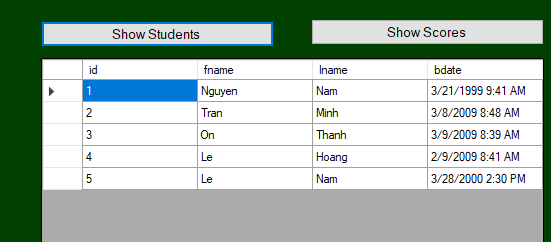 Show Students Show Scores
id fname lname bdate
1 Nguyen Nam 3/21/1999 9:41 AM
2 Tran Minh 3/8/2009 8:48 AM
3 On Thanh 3/9/2009 8:39 AM
4 Le Hoang 2/9/2009 8:41 AM
5 Le Nam 3/28/2000 2:30 PM